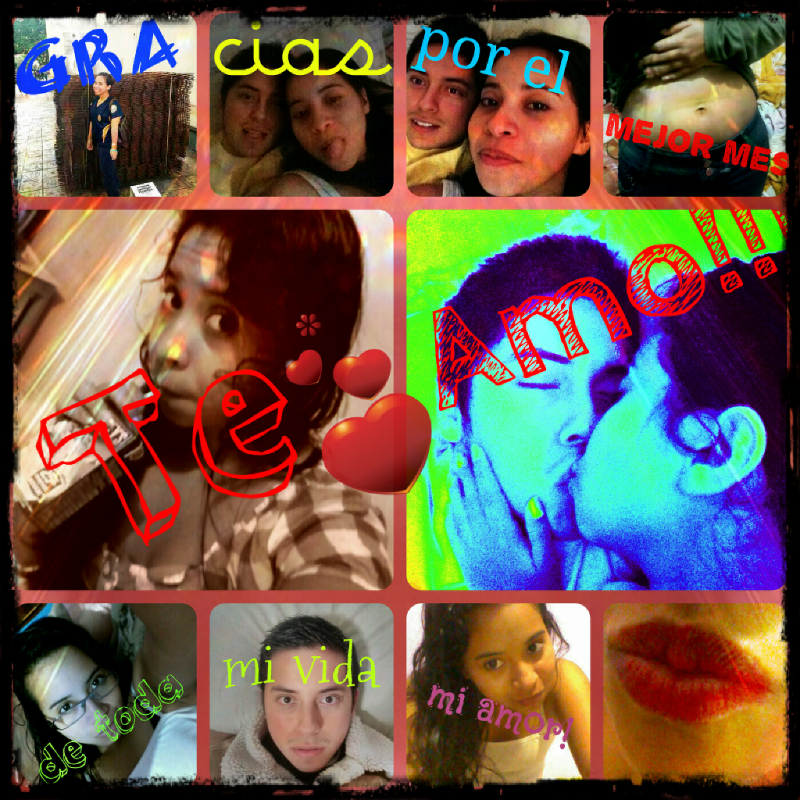 GRA
cias
por el
MEJOR MES
Te
Amo!!
de toda
mi vida
mi amor!